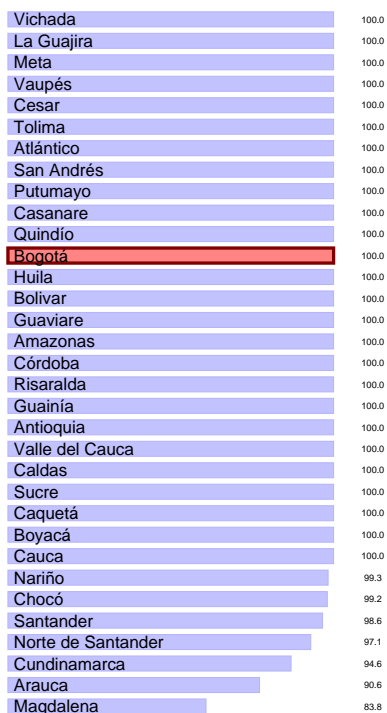 Vichada 100.0
La Guajira 100.0
Meta 100.0
Vaupés 100.0
Cesar 100.0
Tolima 100.0
Atlántico 100.0
San Andrés 100.0
Putumayo 100.0
Casanare 100.0
Quindío 100.0
Bogotá 100.0
Huila 100.0
Bolivar 100.0
Guaviare 100.0
Amazonas 100.0
Córdoba 100.0
Risaralda 100.0
Guainía 100.0
Antioquia 100.0
Valle del Cauca 100.0
Caldas 100.0
Sucre 100.0
Caquetá 100.0
Boyacá 100.0
Cauca 100.0
Nariño 99.3
Chocó 99.2
Santander 98.6
Norte de Santander 97.1
Cundinamarca 94.6
Arauca 90.6
Magdalena 83.8